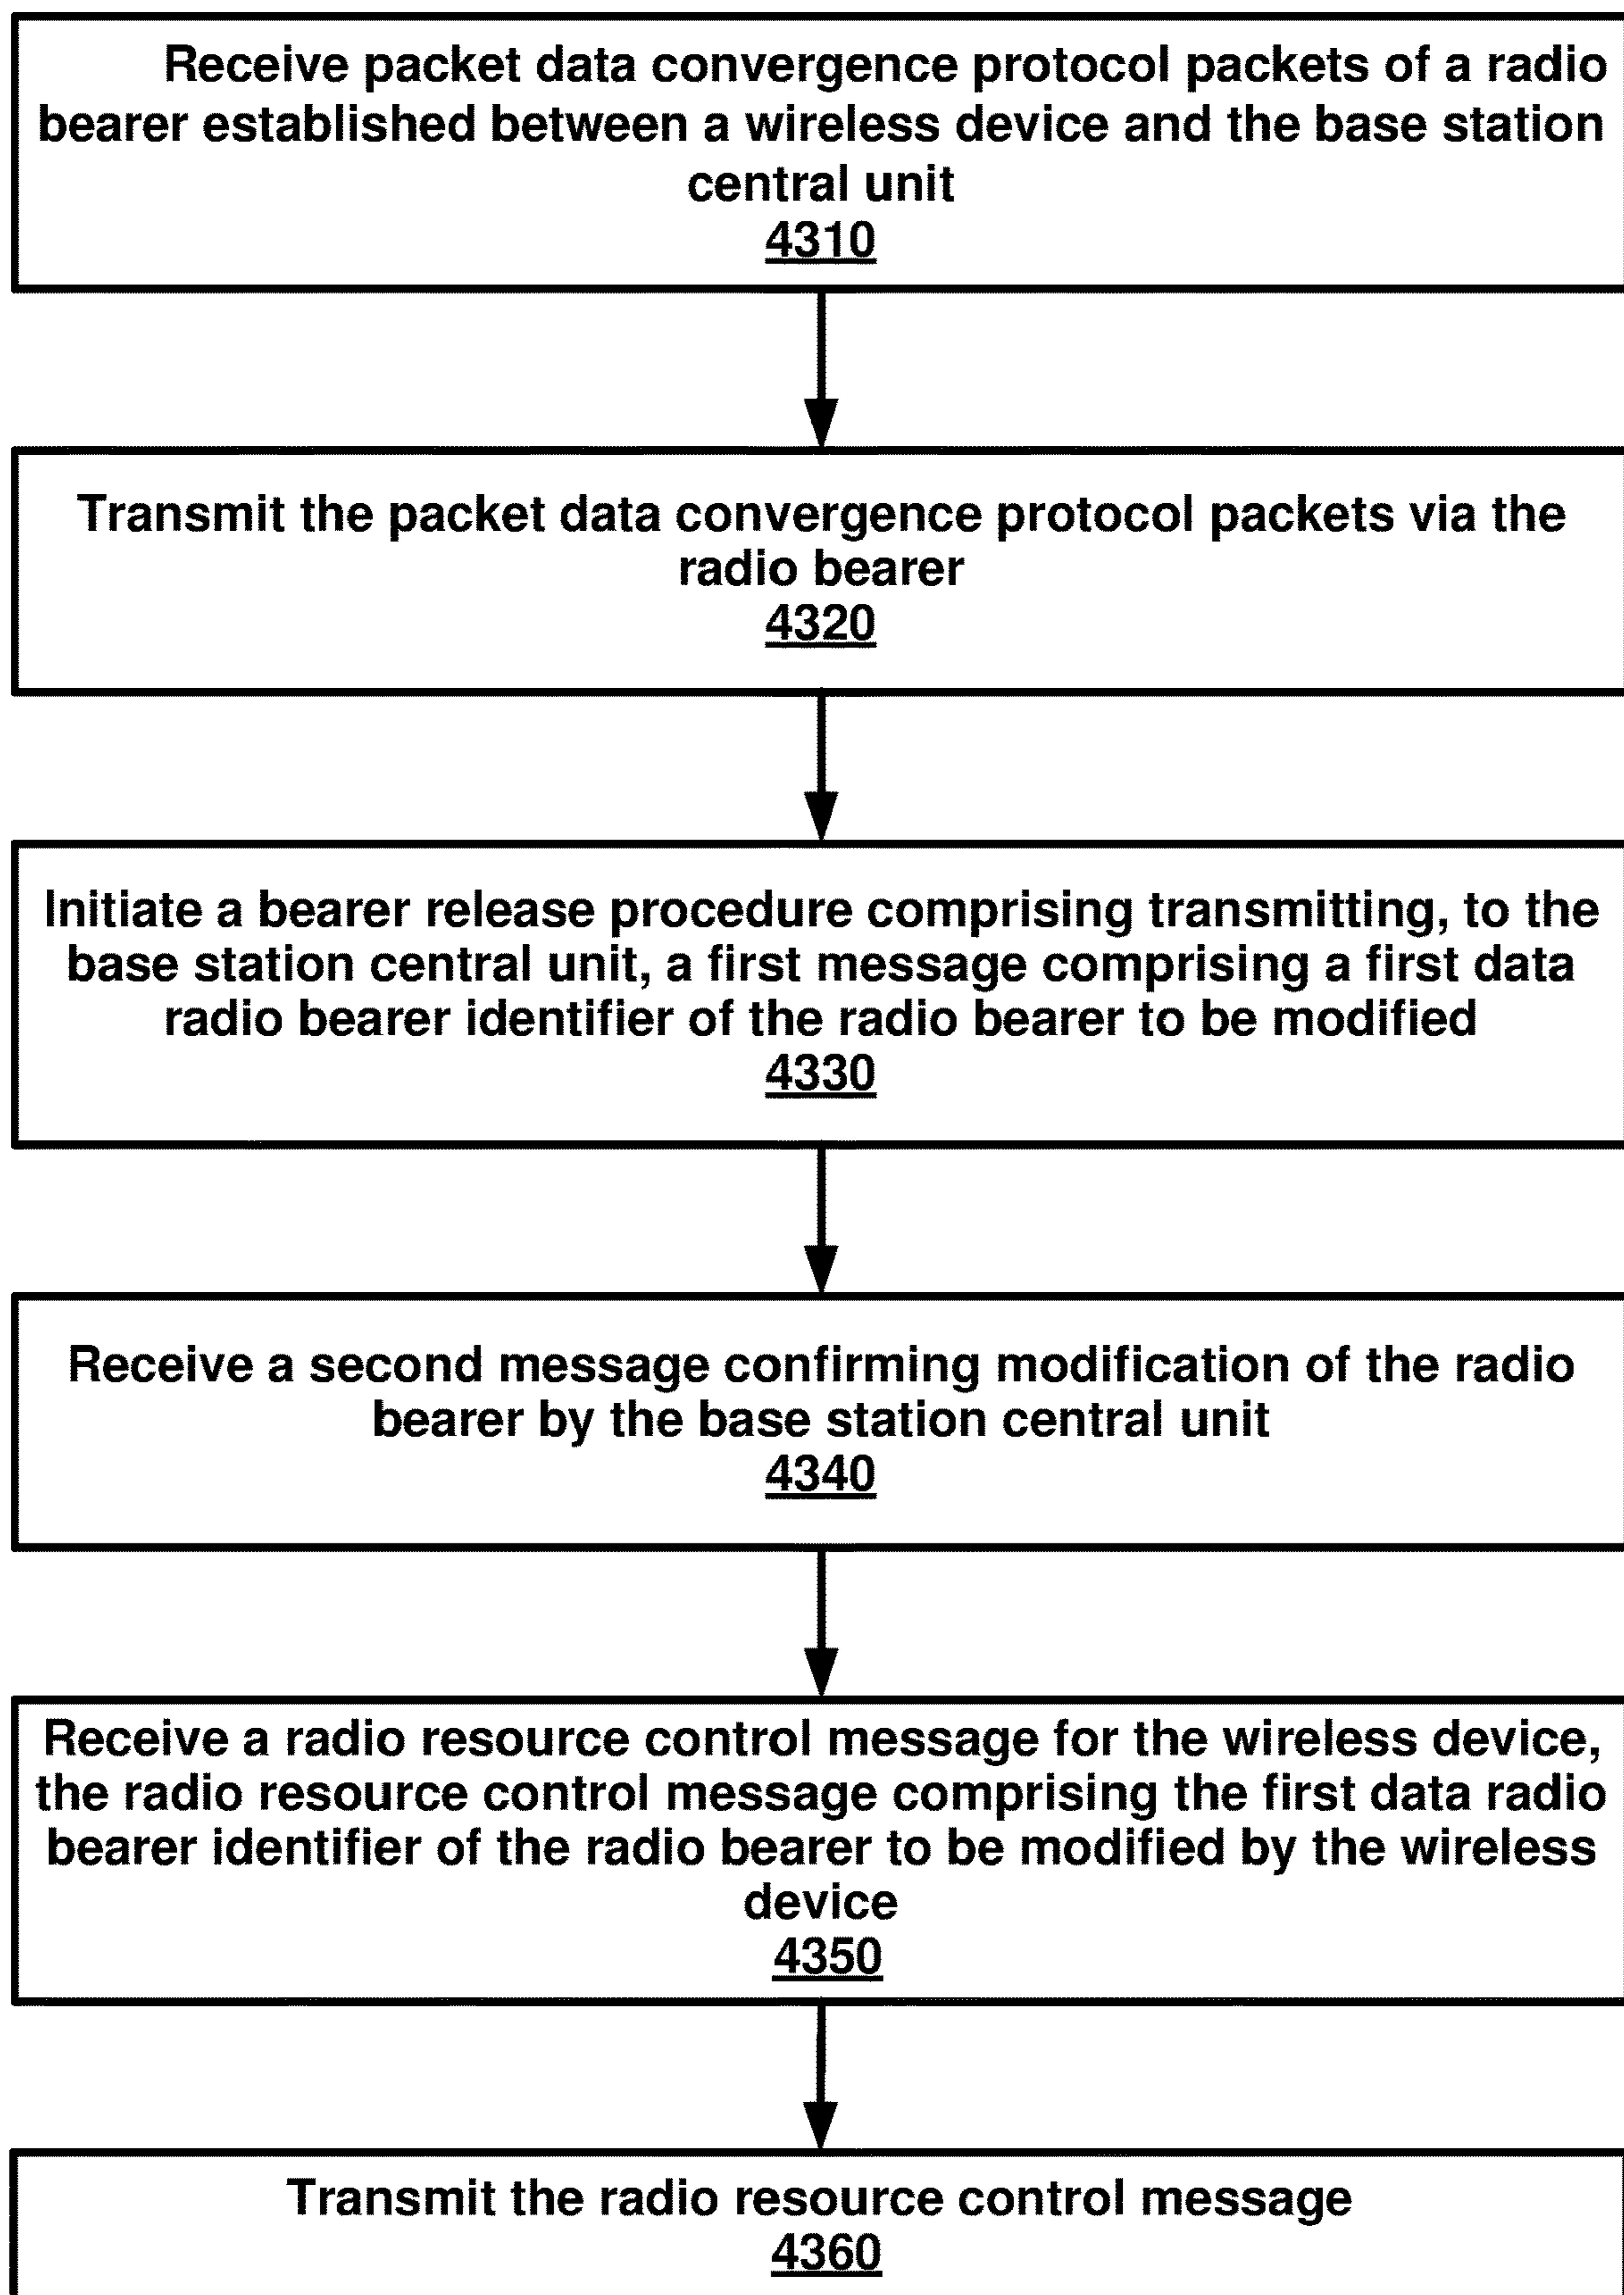 Receive packet data convergence protocol packets of a radio
bearer established between a wireless device and the base station
central unit
4310
Transmit the packet data convergence protocol packets via the
radio bearer
4320
Initiate a bearer release procedure comprising transmitting, to the
base station central unit, a first message comprising a first data
radio bearer identifier of the radio bearer to be modified
4330
Receive a second message confirming modification of the radio
bearer by the base station central unit
4340
Receive a radio resource control message for the wireless device,
the radio resource control message comprising the first data radio
bearer identifier of the radio bearer to be modified by the wireless
device
4350
Transmit the radio resource control message
4360